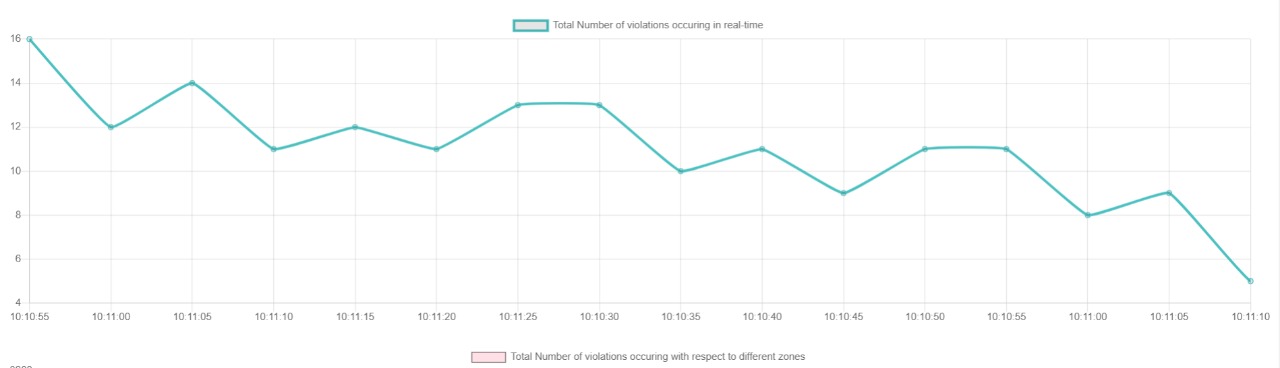 Total Number of violations occuring in real-time
16
14
12
10
8
6
4
10:10:55 10:11:00 10:11:05 10:11:10 10:11:15 10:11:20 10:11:25 10:10:30 10:10:35 10:10:40 10:10:45 10:10:50 10:10:55 10:11:00 10:11:05 10:11:10
Total Number of violations occuring with respect to different zones